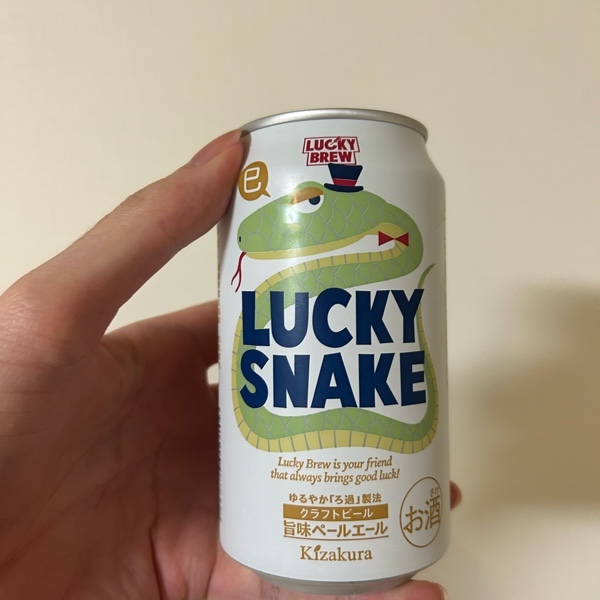 LUCKY
BREW
巳
LUCKY
SNAKE
Lucky Brew is your friend
that always brings good luck!
ゆるやか「ろ過」製法
クラフトビール
旨味ペールエール
Kizakura
さけ
お酒